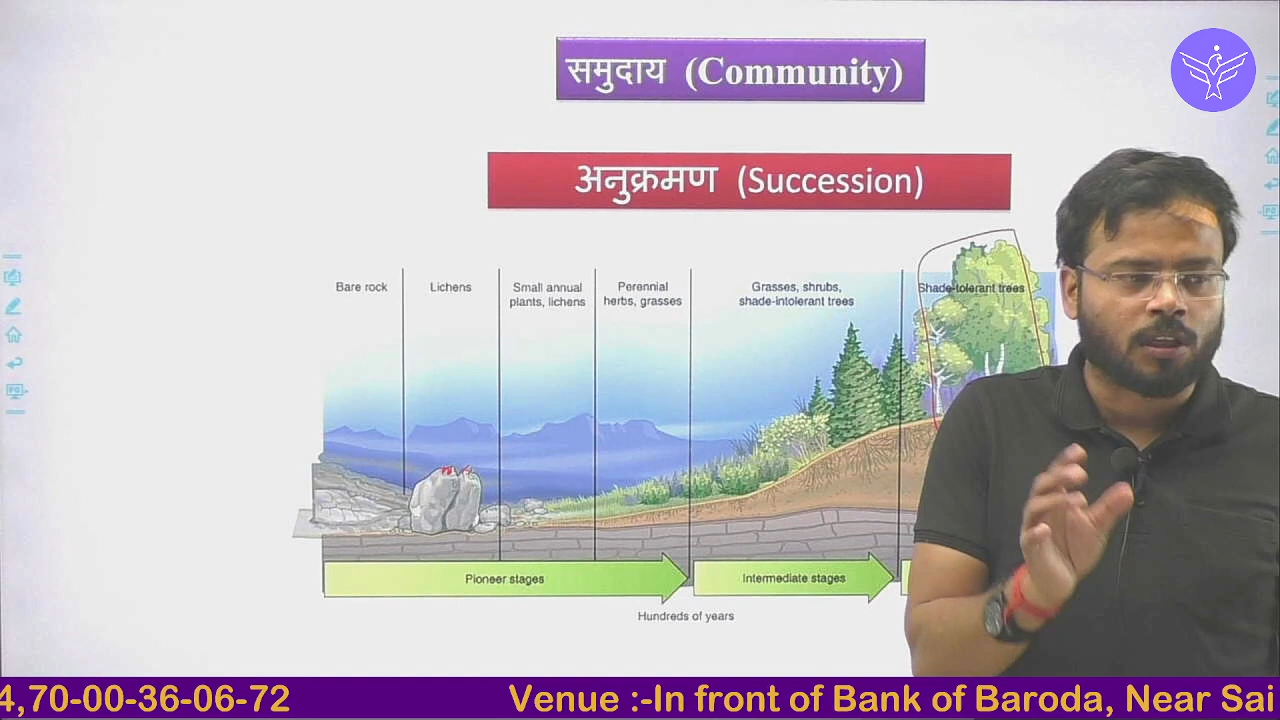 समुदाय (Community)
अनुक्रमण (Succession)
Bare rock
Lichens
Small annual
plants, lichens
Perennial
herbs, grasses
Grasses, shrubs,
shade-intolerant trees
Shade-tolerant trees
Pioneer stages
Intermediate stages
Hundreds of years
4,70-00-36-06-72
Venue :-In front of Bank of Baroda, Near Sai